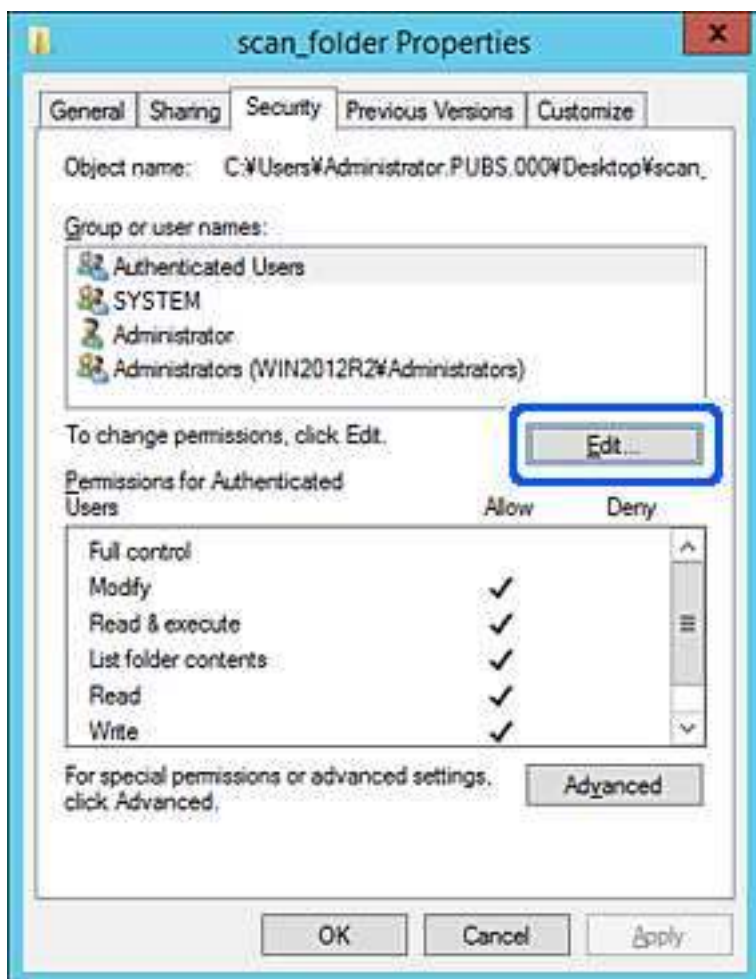 scan_folder Properties
General Sharing Security Previous Versions Customize
Object name: C:¥Users¥Administrator.PUBS.000¥Desktop¥scan_
Group or user names:
Authenticated Users
SYSTEM
Administrator
Administrators (WIN2012R2¥Administrators)
To change permissions, click Edit.
Edit...
Permissions for Authenticated
Users Allow Deny
Full control
Modify
Read & execute
List folder contents
Read
Write
For special permissions or advanced settings,
click Advanced.
Advanced
OK Cancel Apply